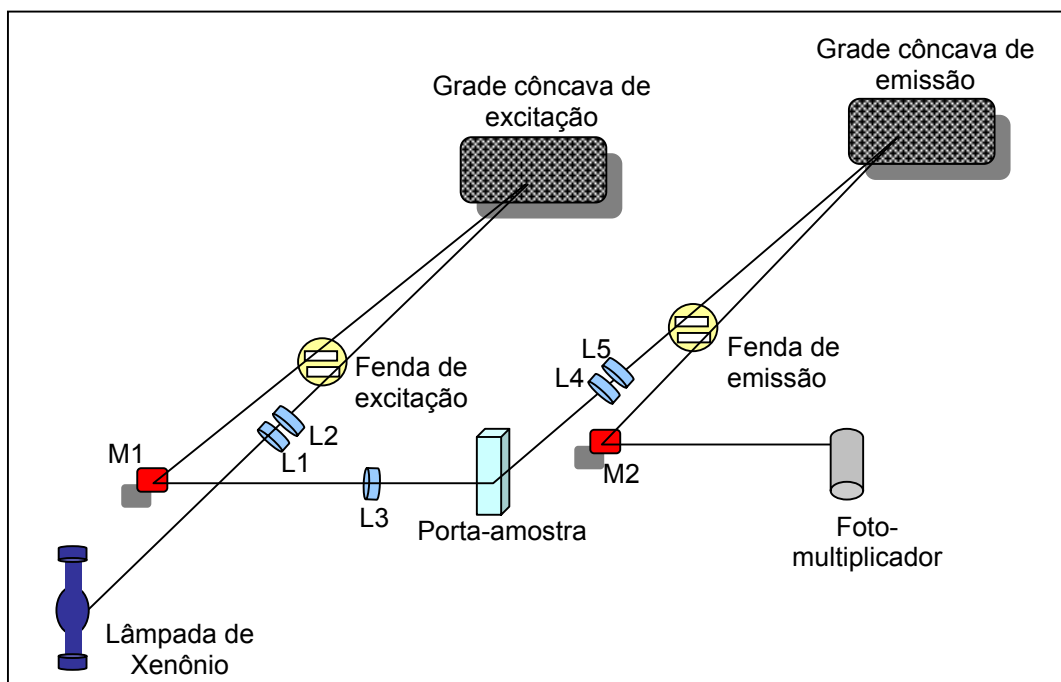 Grade côncava de
excitação
Grade côncava de
emissão
Fenda de
excitação
Fenda de
emissão
L5
L4
L2
L1
M1
L3
M2
Porta-amostra
Foto-
multiplicador
Lâmpada de
Xenônio